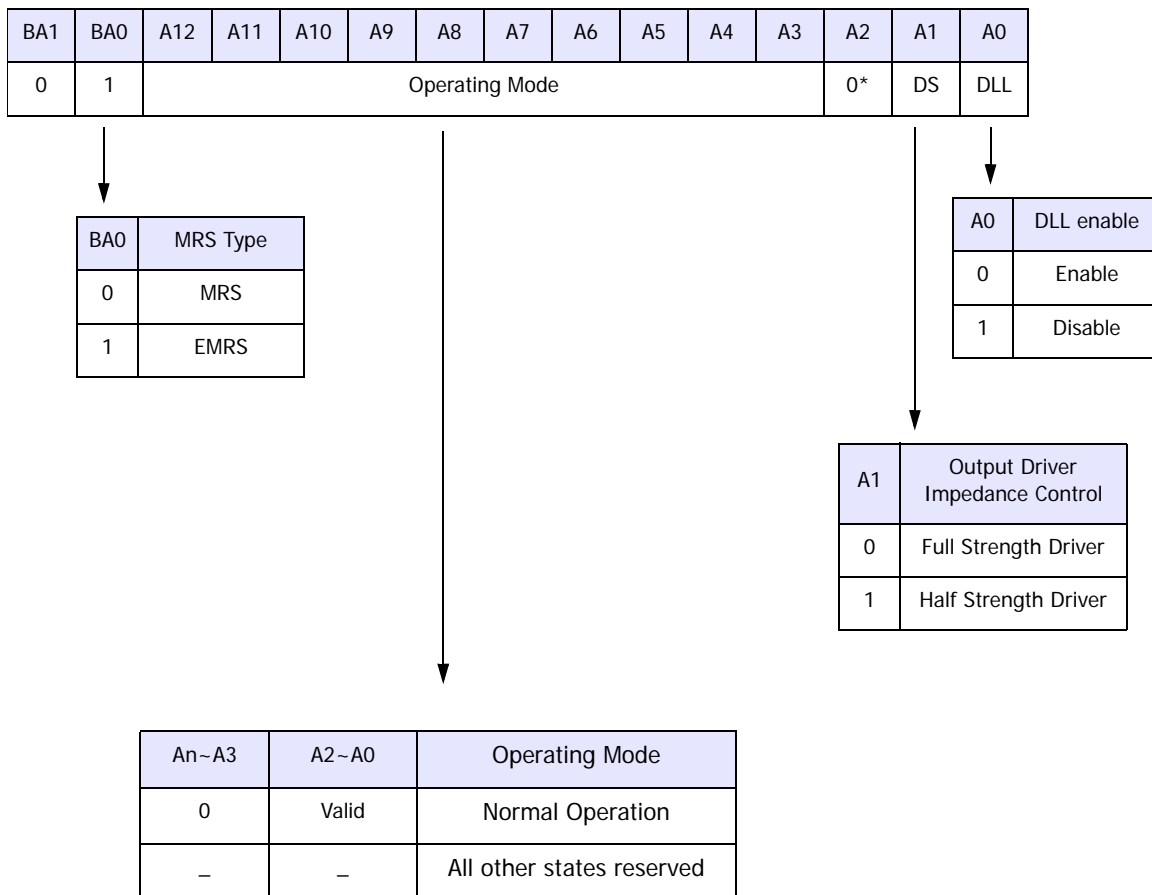 BA1 BA0 A12 A11 A10 A9 A8 A7 A6 A5 A4 A3 A2 A1 A0
0 1 Operating Mode 0* DS DLL
BA0 MRS Type
0 MRS
1 EMRS
A0 DLL enable
0 Enable
1 Disable
A1 Output Driver
Impedance Control
0 Full Strength Driver
1 Half Strength Driver
An~A3 A2~A0 Operating Mode
0 Valid Normal Operation
_ _ All other states reserved